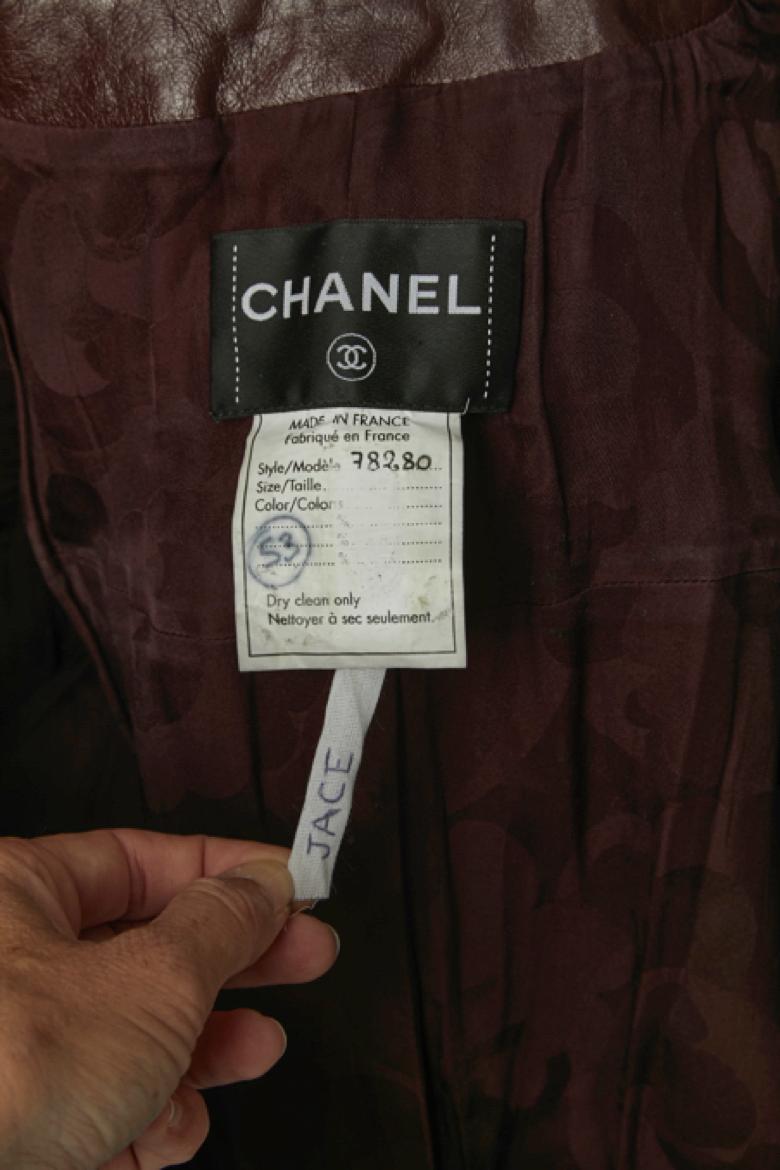 CHANEL
MADE IN FRANCE
Fabriqué en France
Style/Modèle 78280
Size/Taille
Color/Coloris
53
Dry clean only
Nettoyer à sec seulement.
JACE